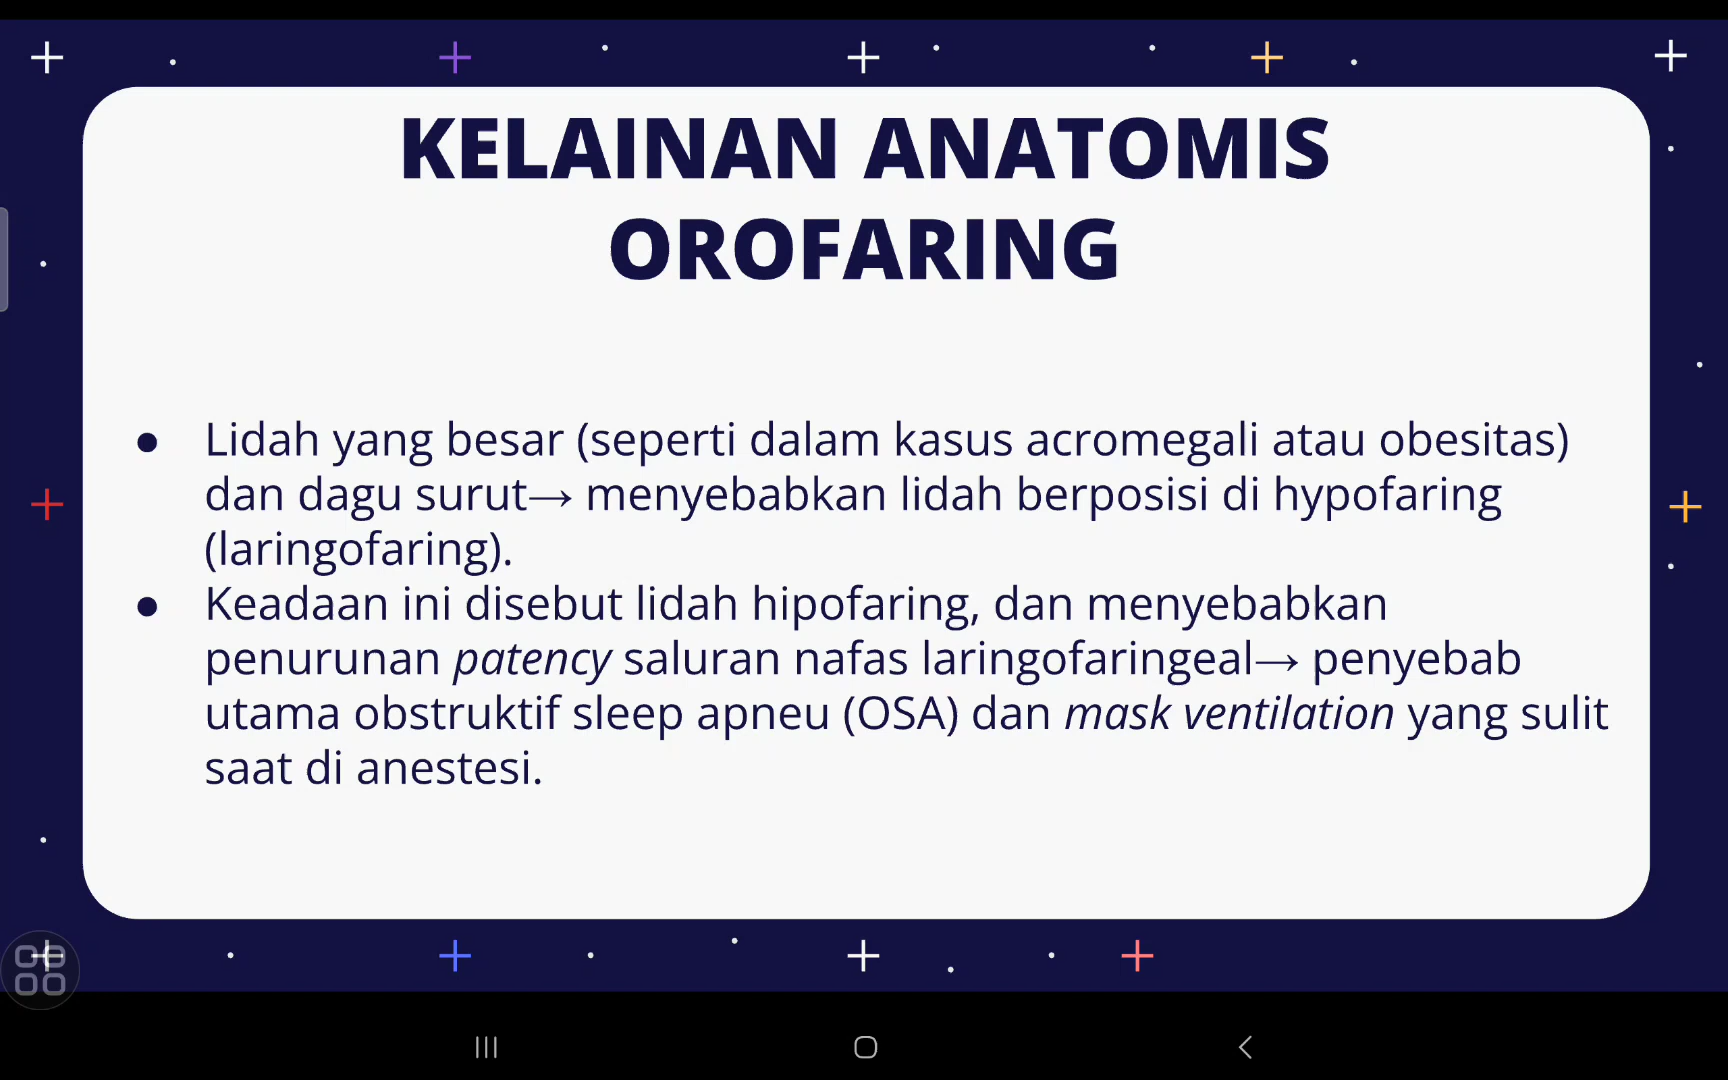 KELAINAN ANATOMIS
OROFARING
● Lidah yang besar (seperti dalam kasus acromegali atau obesitas)
dan dagu surut→ menyebabkan lidah berposisi di hypofaring
(laringofaring).
● Keadaan ini disebut lidah hipofaring, dan menyebabkan
penurunan patency saluran nafas laringofaringeal→ penyebab
utama obstruktif sleep apneu (OSA) dan mask ventilation yang sulit
saat di anestesi.